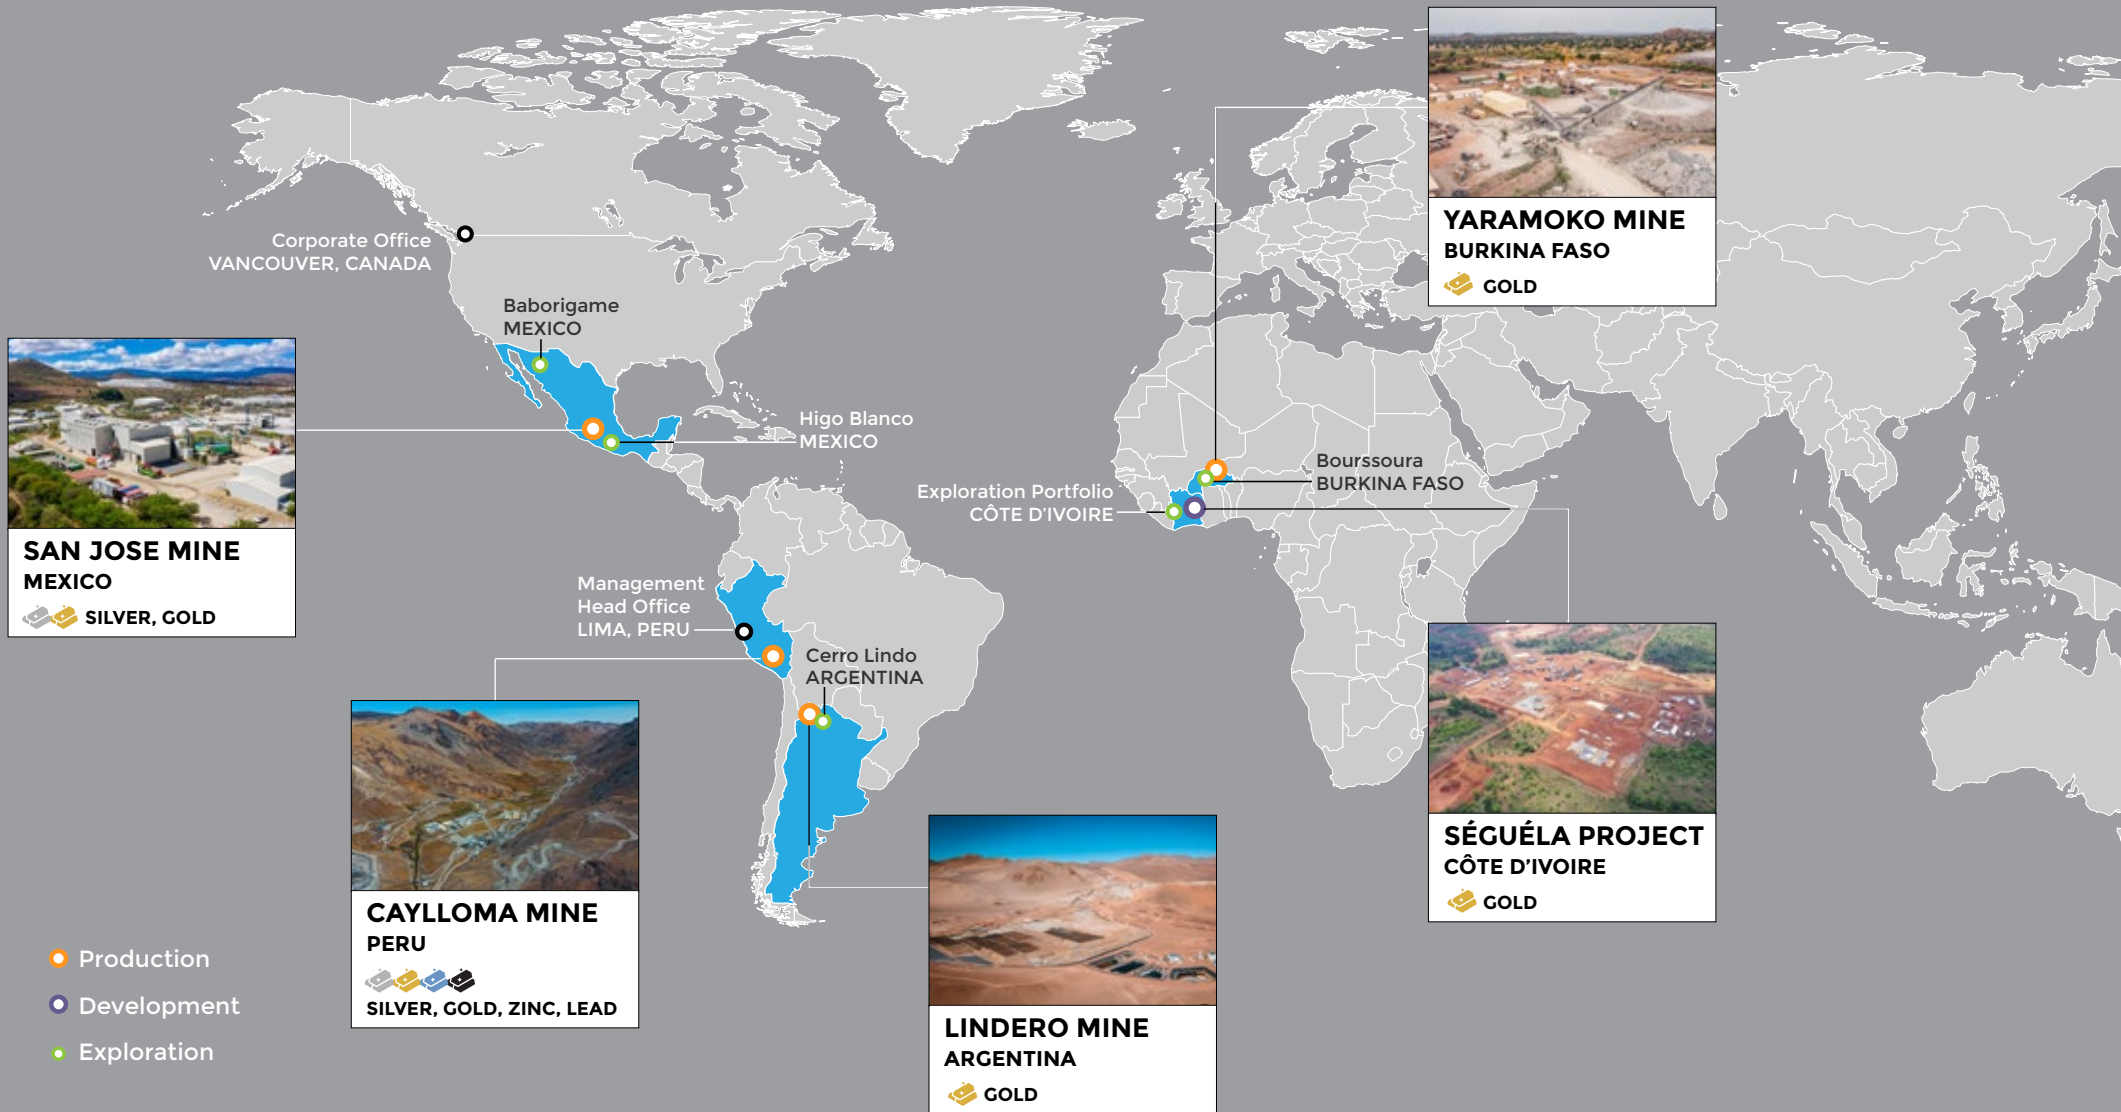 YARAMOKO MINE
BURKINA FASO
GOLD
Corporate Office
VANCOUVER, CANADA
Baborigame
MEXICO
Higo Blanco
MEXICO
SAN JOSE MINE
MEXICO
SILVER, GOLD
Exploration Portfolio
CÔTE D'IVOIRE
Bourssoura
BURKINA FASO
Management
Head Office
LIMA, PERU
Cerro Lindo
ARGENTINA
SÉGUÉLA PROJECT
CÔTE D'IVOIRE
GOLD
CAYLLOMA MINE
PERU
SILVER, GOLD, ZINC, LEAD
LINDERO MINE
ARGENTINA
GOLD
Production
Development
Exploration